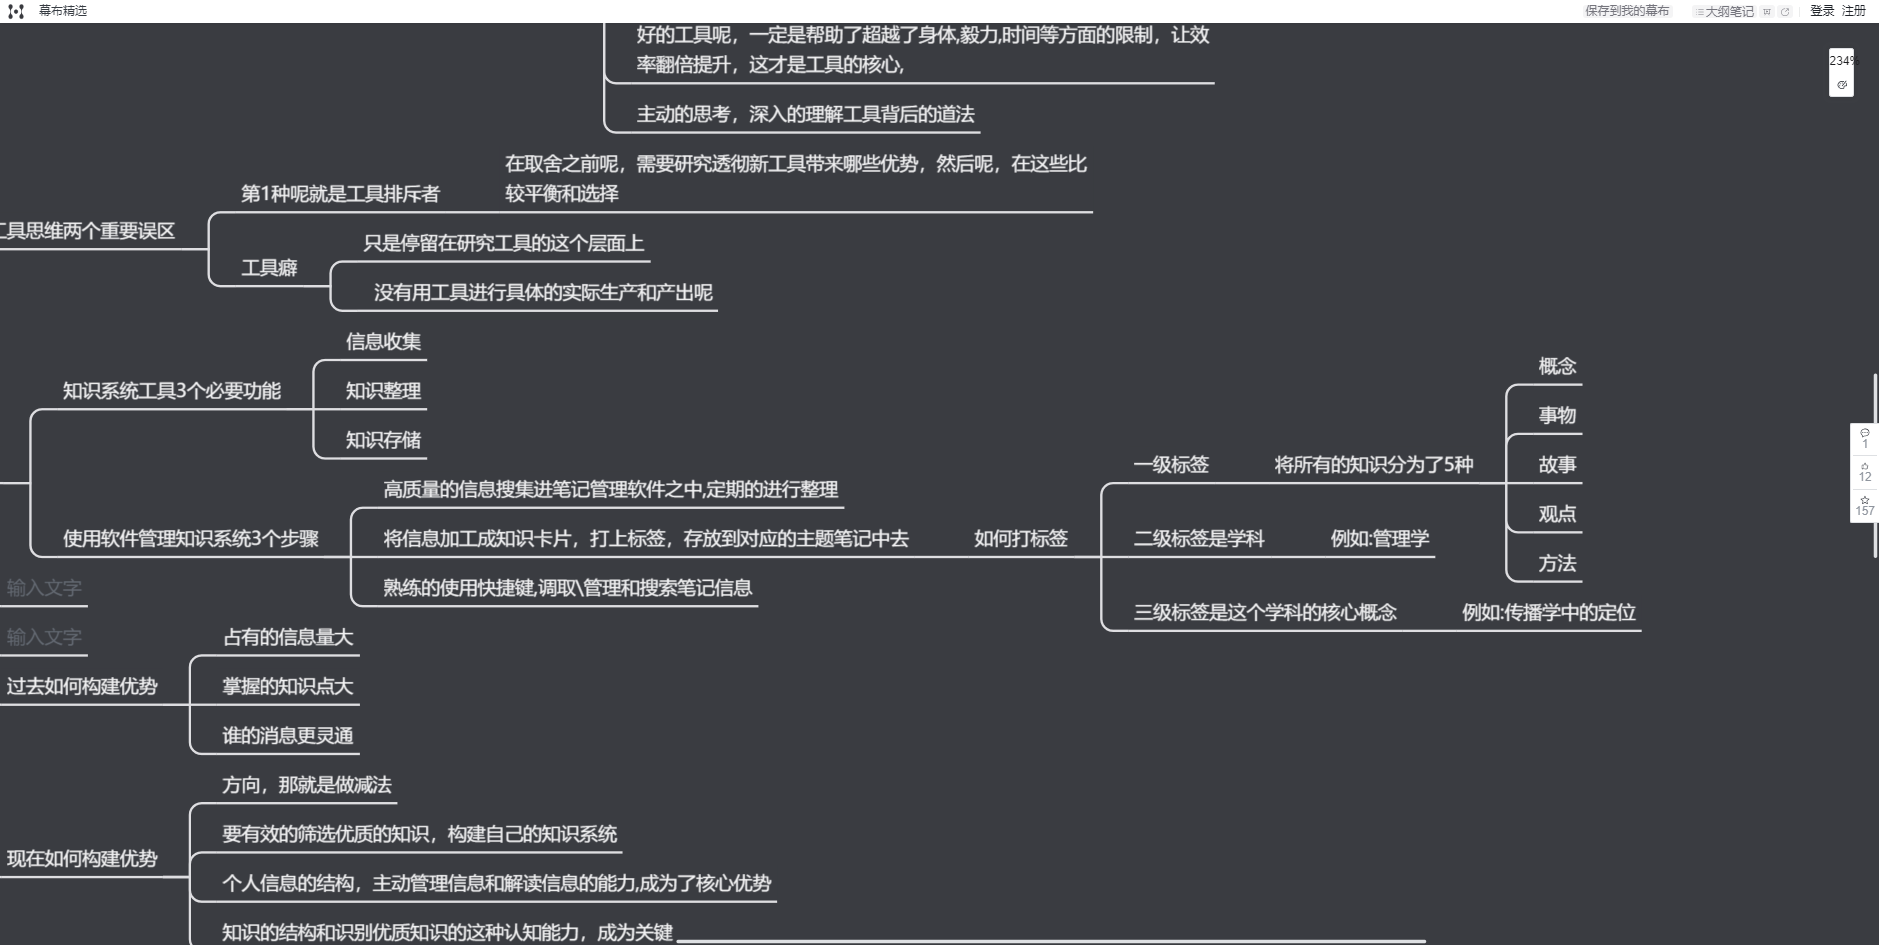 幕布精选
保存到我的幕布
大纲笔记
登录 注册
234%
好的工具呢，一定是帮助了超越了身体,毅力,时间等方面的限制，让效
率翻倍提升，这才是工具的核心,
主动的思考，深入的理解工具背后的道法
在取舍之前呢，需要研究透彻新工具带来哪些优势，然后呢，在这些比
较平衡和选择
第1种呢就是工具排斥者
工具思维两个重要误区
只是停留在研究工具的这个层面上
工具癖
没有用工具进行具体的实际生产和产出呢
信息收集
知识系统工具3个必要功能
知识整理
知识存储
高质量的信息搜集进笔记管理软件之中,定期的进行整理
使用软件管理知识系统3个步骤
将信息加工成知识卡片，打上标签，存放到对应的主题笔记中去
如何打标签
熟练的使用快捷键,调取\管理和搜索笔记信息
一级标签
将所有的知识分为了5种
概念
事物
故事
观点
方法
二级标签是学科
例如:管理学
三级标签是这个学科的核心概念
例如:传播学中的定位
1
12
157
输入文字
输入文字
占有的信息量大
过去如何构建优势
掌握的知识点大
谁的消息更灵通
方向，那就是做减法
要有效的筛选优质的知识，构建自己的知识系统
现在如何构建优势
个人信息的结构，主动管理信息和解读信息的能力,成为了核心优势
知识的结构和识别优质知识的这种认知能力，成为关键